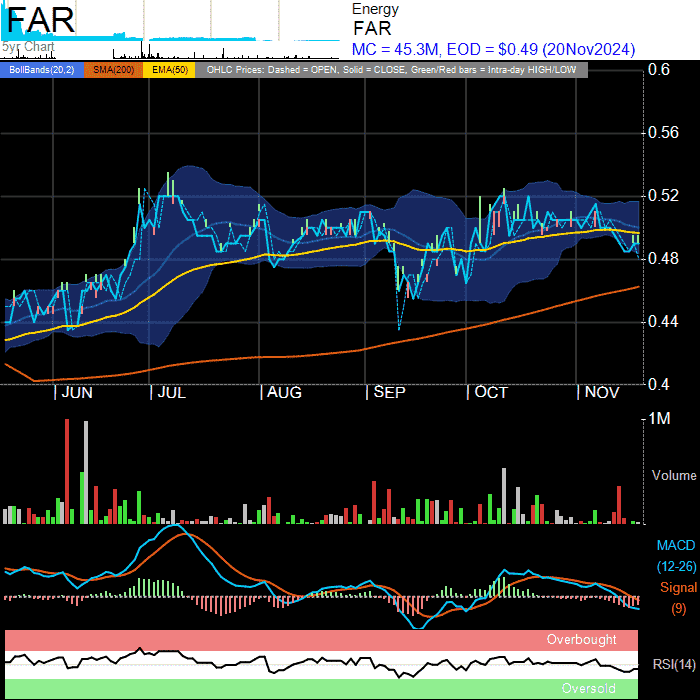 FAR
5yr Chart
Energy
FAR
MC = 45.3M, EOD = $0.49 (20Nov2024)
BollBands(20,2) SMA(200) EMA(50) OHLC Prices: Dashed = OPEN, Solid = CLOSE, Green/Red bars = Intra-day HIGH/LOW
0.6
0.56
0.52
0.48
0.44
0.4
| JUN | JUL | AUG | SEP | OCT | NOV
1M
Volume
MACD
(12-26)
Signal
(9)
Overbought
RSI(14)
Oversold